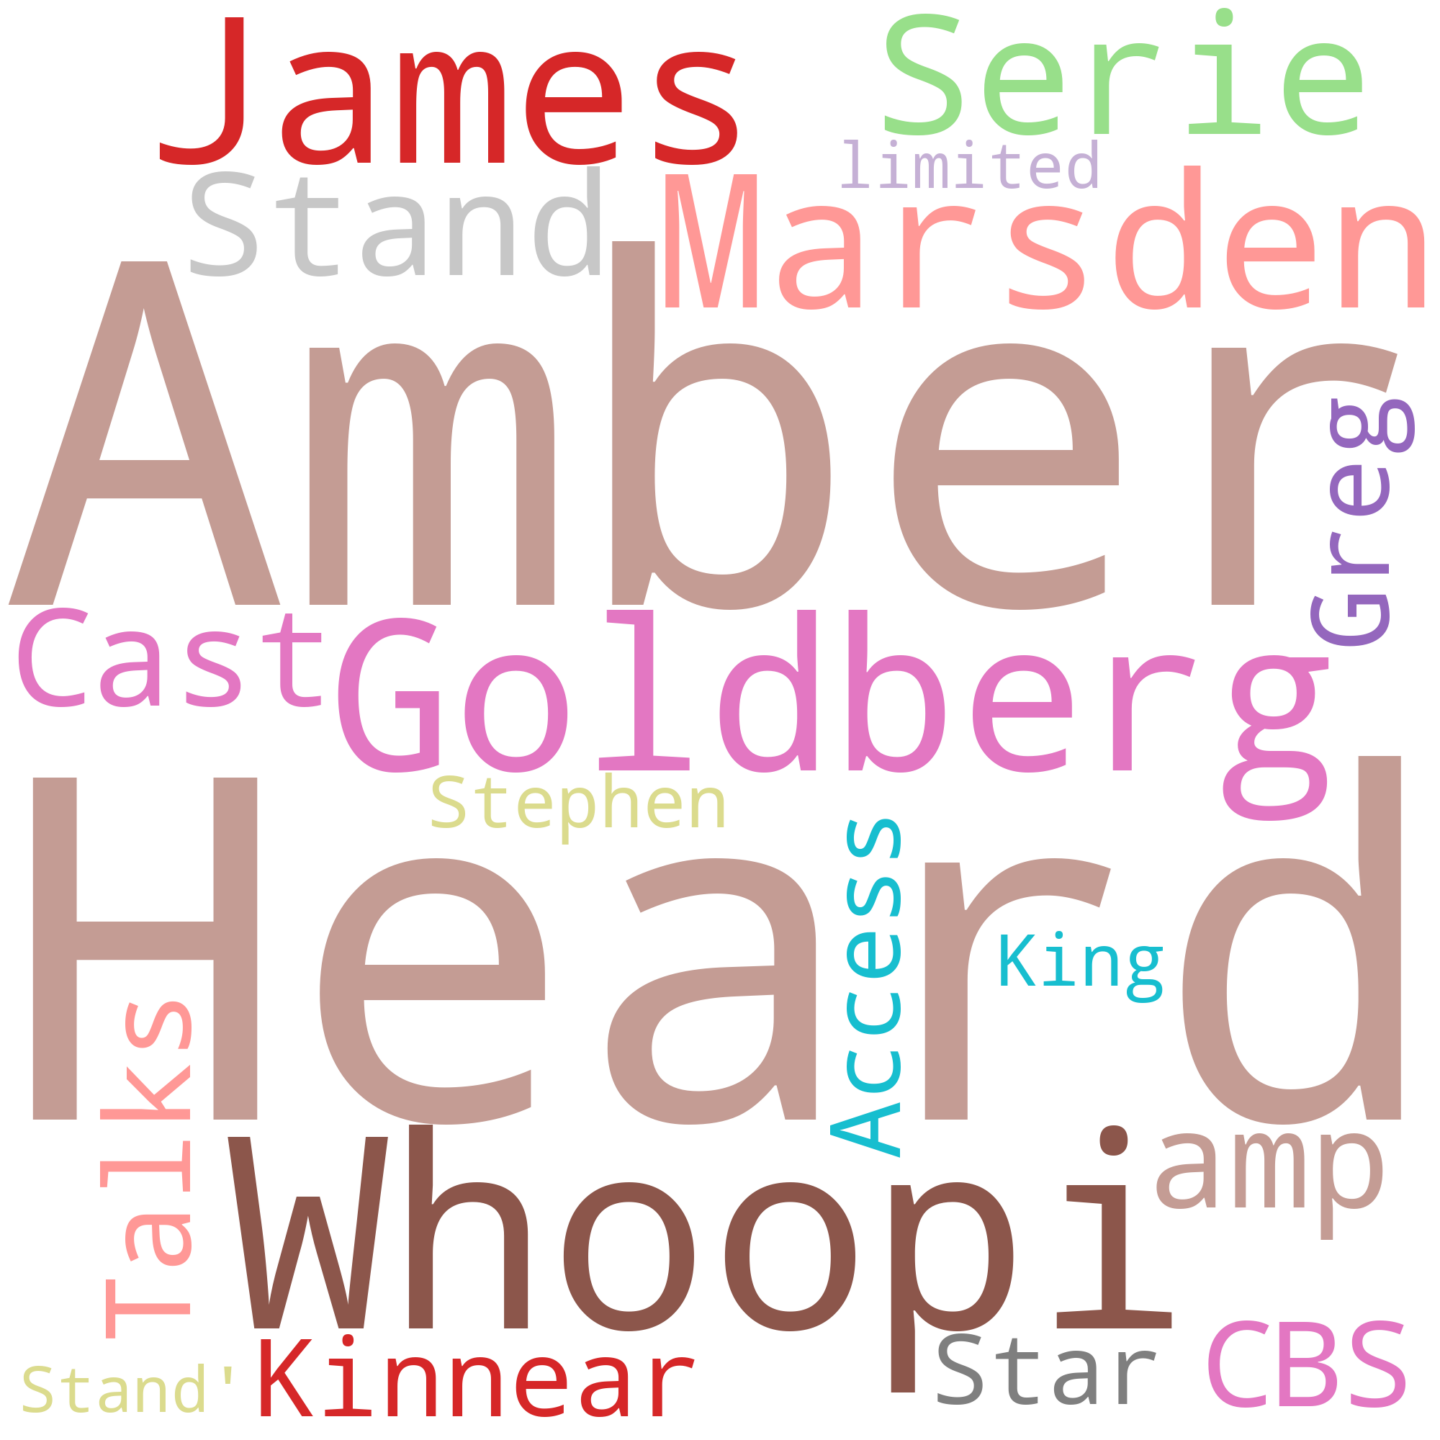 James
Serie
limited
Stand
Marsden
Amber
Greg
Cast
Goldberg
Stephen
Heard
Access
King
Talks
Whoopi
amp
Stand'
Kinnear
Star
CBS